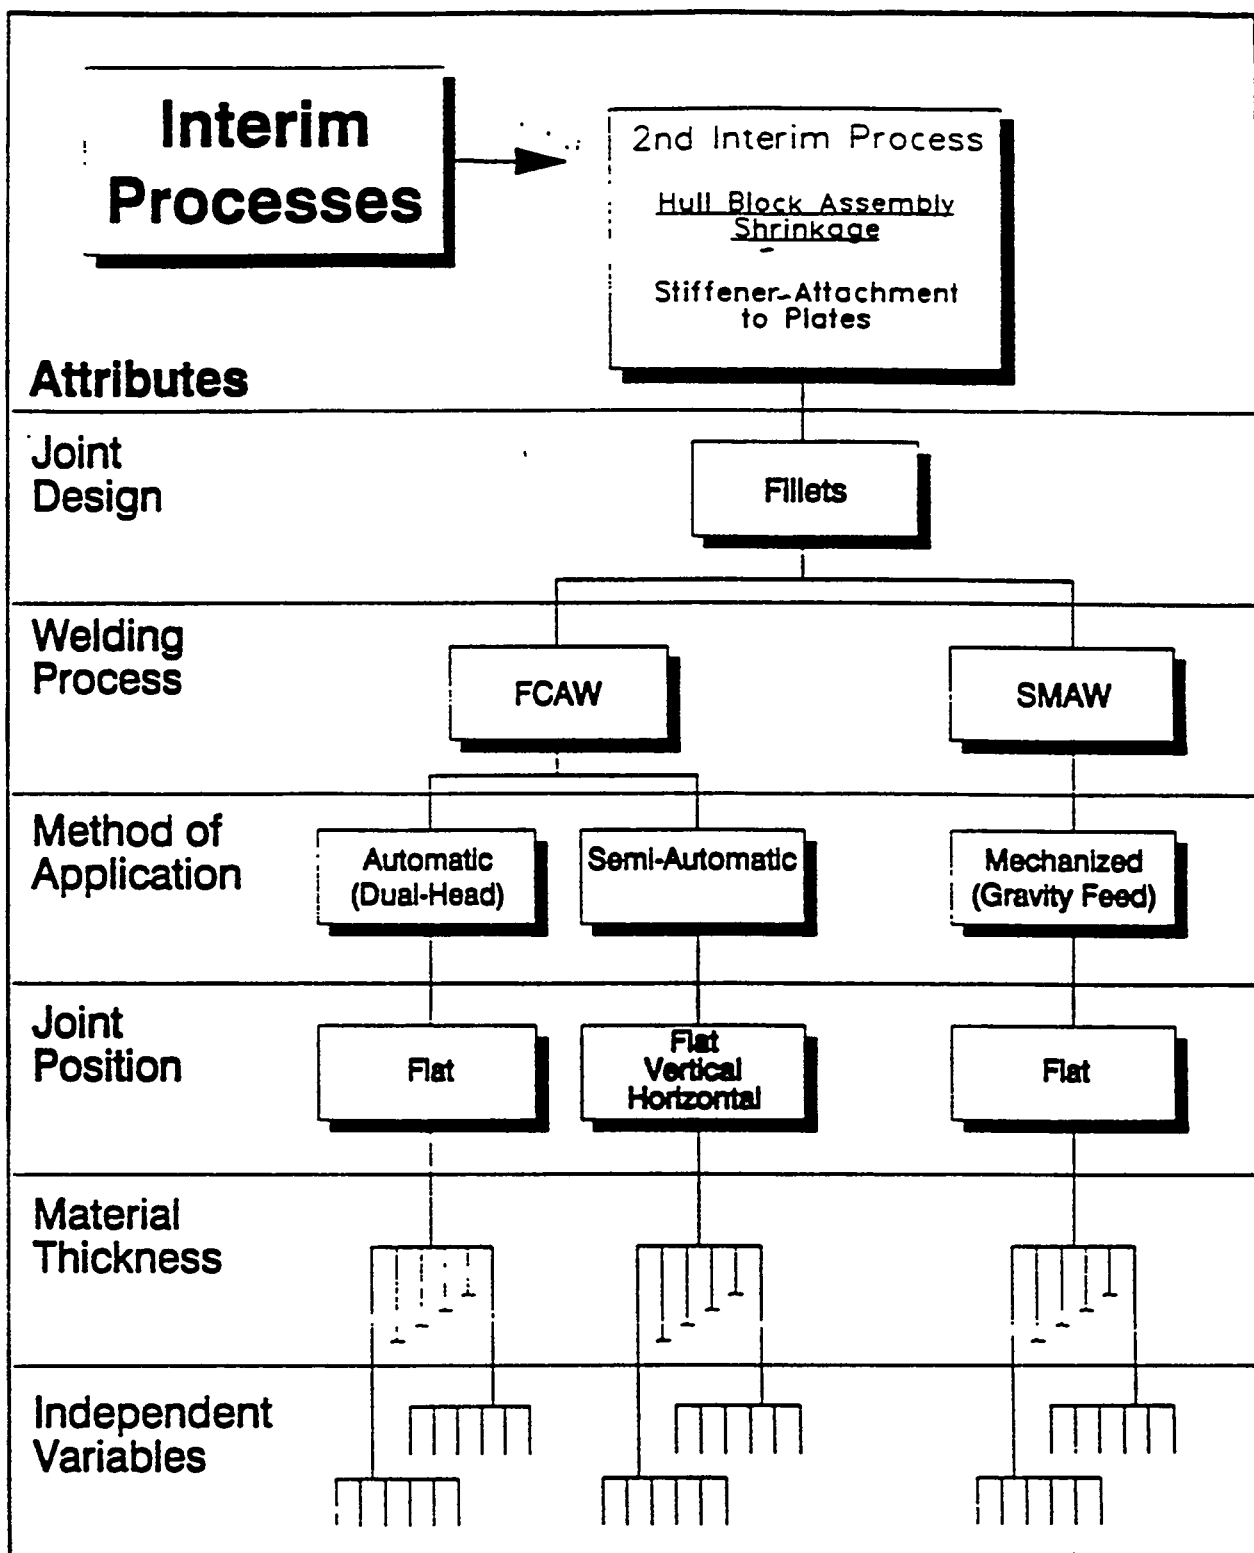 Interim
Processes
2nd Interim Process
Hull Block Assembly
Shrinkage
Stiffener-Attachment
to Plates
Attributes
Joint
Design
Fillets
Welding
Process
FCAW
SMAW
Method of
Application
Automatic
(Dual-Head)
Semi-Automatic
Mechanized
(Gravity Feed)
Joint
Position
Flat
Flat
Vertical
Horizontal
Flat
Material
Thickness
Independent
Variables